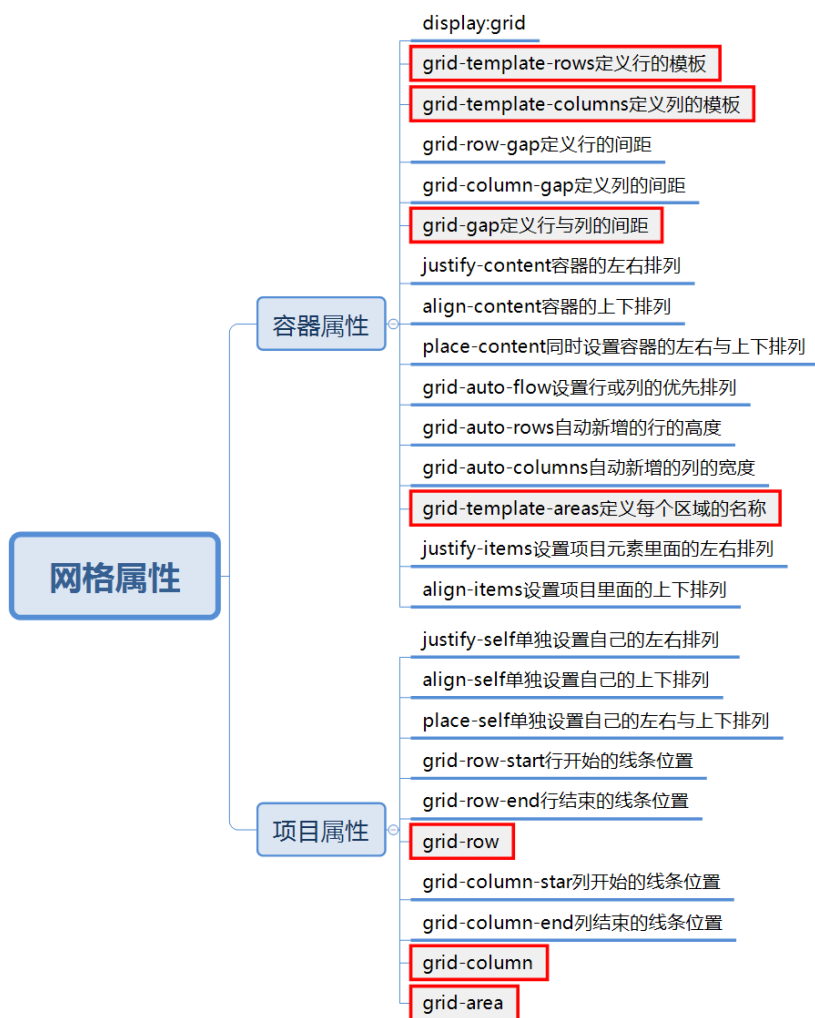 网格属性
容器属性
display:grid
grid-template-rows定义行的模板
grid-template-columns定义列的模板
grid-row-gap定义行的间距
grid-column-gap定义列的间距
grid-gap定义行与列的间距
justify-content容器的左右排列
align-content容器的上下排列
place-content同时设置容器的左右与上下排列
grid-auto-flow设置行或列的优先排列
grid-auto-rows自动新增的行的高度
grid-auto-columns自动新增的列的宽度
grid-template-areas定义每个区域的名称
justify-items设置项目元素里面的左右排列
align-items设置项目里面的上下排列
项目属性
justify-self单独设置自己的左右排列
align-self单独设置自己的上下排列
place-self单独设置自己的左右与上下排列
grid-row-start行开始的线条位置
grid-row-end行结束的线条位置
grid-row
grid-column-star列开始的线条位置
grid-column-end列结束的线条位置
grid-column
grid-area